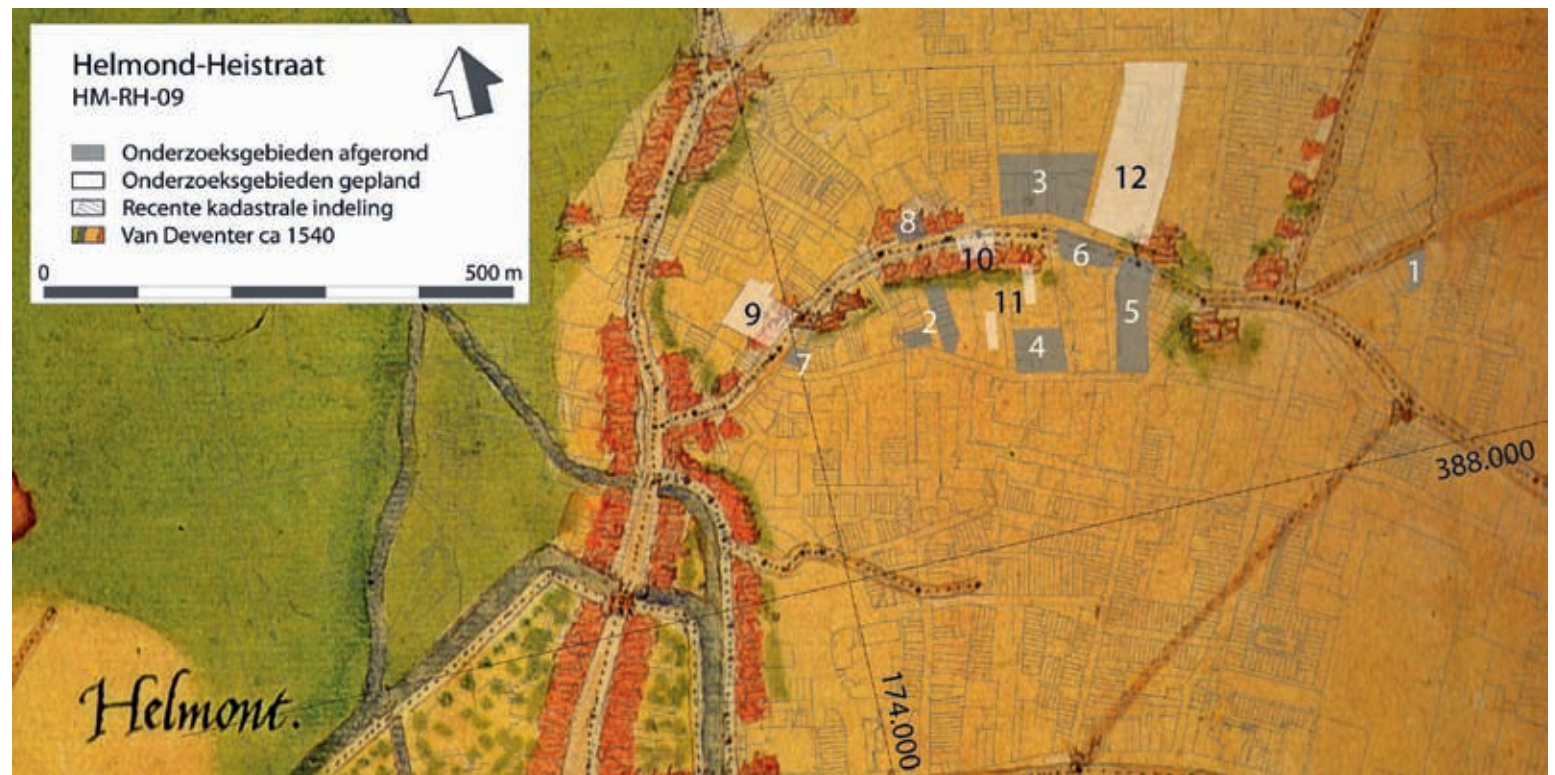 Helmond-Heistraat
HM-RH-09
Onderzoeksgebieden afgerond
Onderzoeksgebieden gepland
Recente kadastrale indeling
Van Deventer ca 1540
0 500 m
3
12
8
10
6
1
9
11
5
2
4
7
388.000
174.000
Helmont.